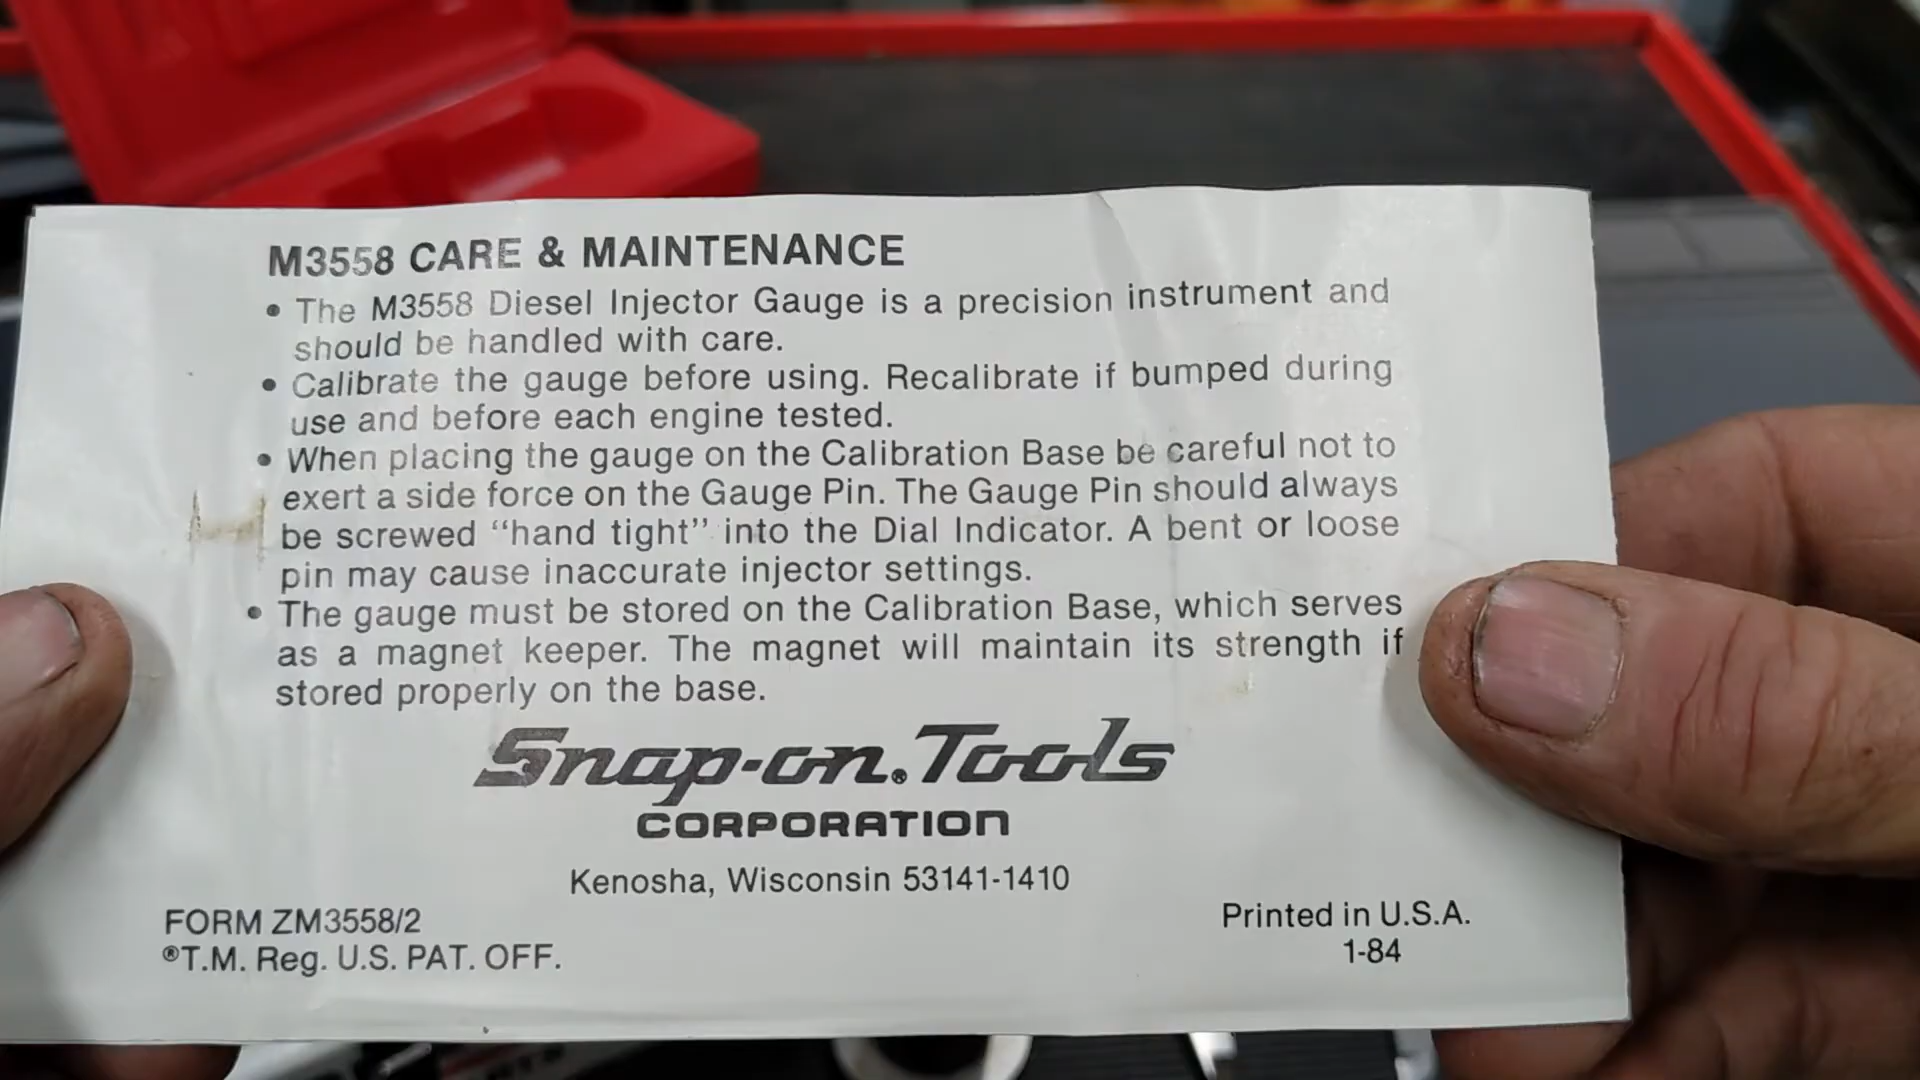 M3558 CARE & MAINTENANCE
• The M3558 Diesel Injector Gauge is a precision instrument and
should be handled with care.
• Calibrate the gauge before using. Recalibrate if bumped during
use and before each engine tested.
• When placing the gauge on the Calibration Base be careful not to
exert a side force on the Gauge Pin. The Gauge Pin should always
be screwed “hand tight” into the Dial Indicator. A bent or loose
pin may cause inaccurate injector settings.
• The gauge must be stored on the Calibration Base, which serves
as a magnet keeper. The magnet will maintain its strength if
stored properly on the base.
Snap-on® Tools
CORPORATION
Kenosha, Wisconsin 53141-1410
FORM ZM3558/2
®T.M. Reg. U.S. PAT. OFF.
Printed in U.S.A.
1-84